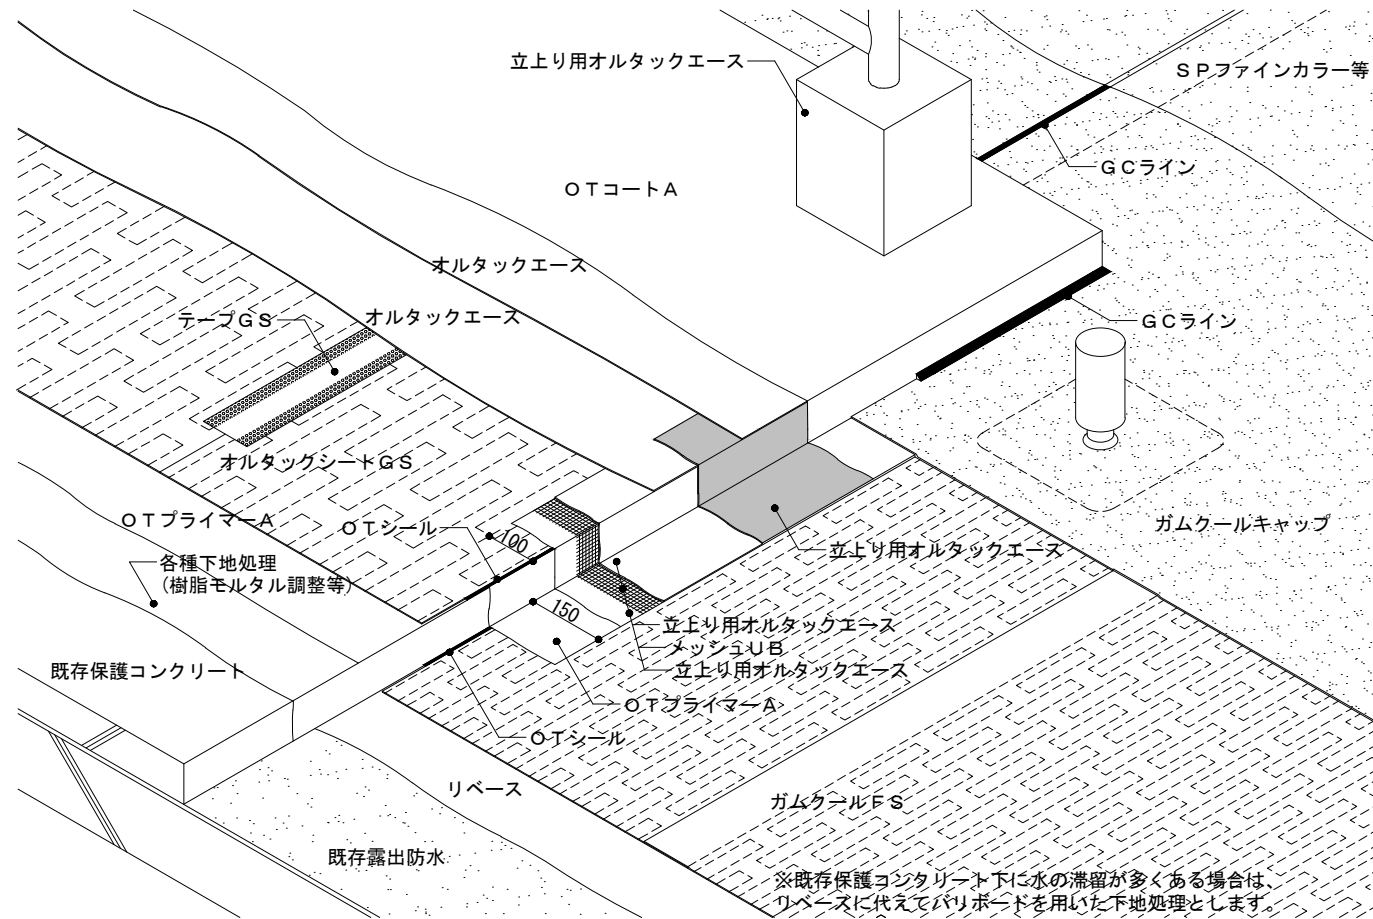 立上り用オルタックエース
SPファインカラー等
GCライン
OTコートA
オルタックエース
オルタックエース
テープGS
GCライン
オルタックシートGS
OTプライマーA
OTシール
100
ガムクールキャップ
立上り用オルタックエース
各種下地処理
(樹脂モルタル調整等)
150
立上り用オルタックエース
メッシュUB
立上り用オルタックエース
既存保護コンクリート
OTプライマーA
OTシール
リベース
ガムクールFS
既存露出防水
※既存保護コンクリート下に水の滞留が多くある場合は、
リベースに代えてバリボードを用いた下地処理とします。